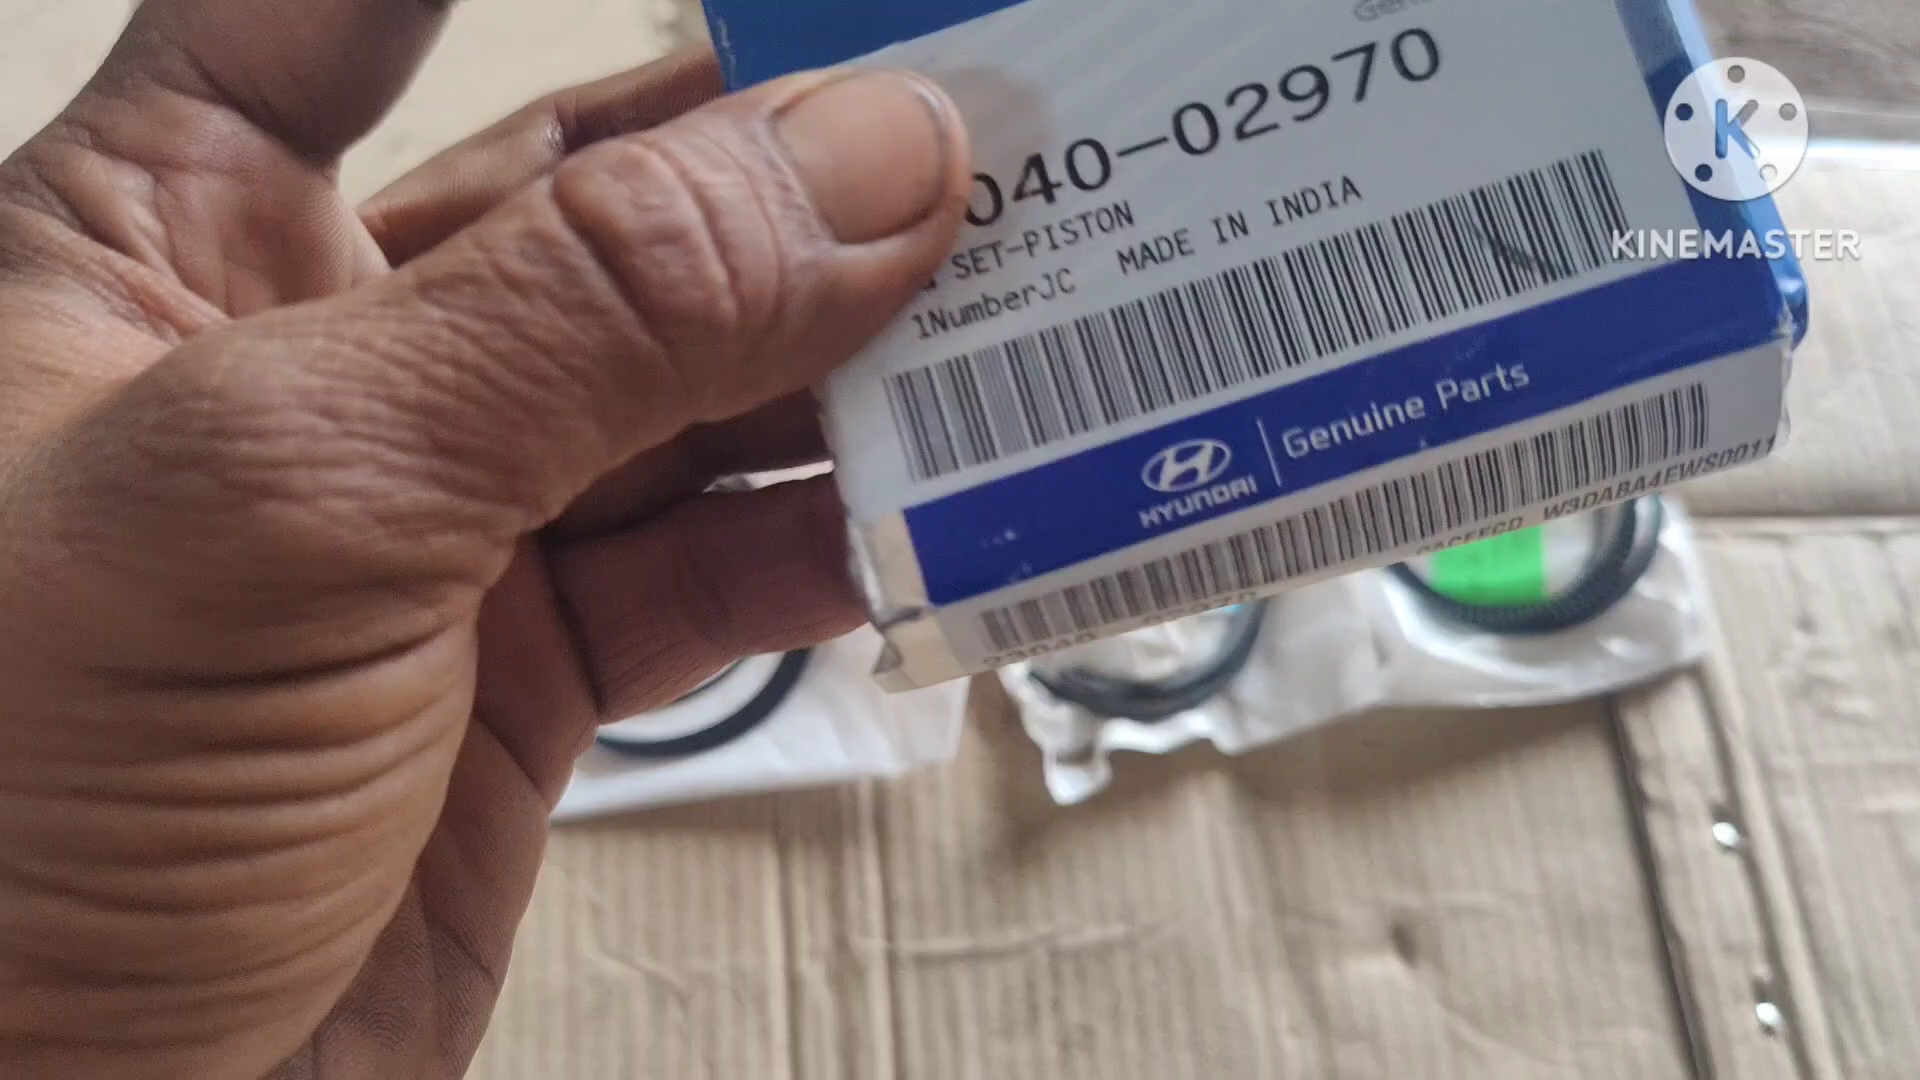 040-02970
SET-PISTON
1NumberJC MADE IN INDIA
HYUNDAI Genuine Parts
W3DABA4EWS0011
KINEMASTER